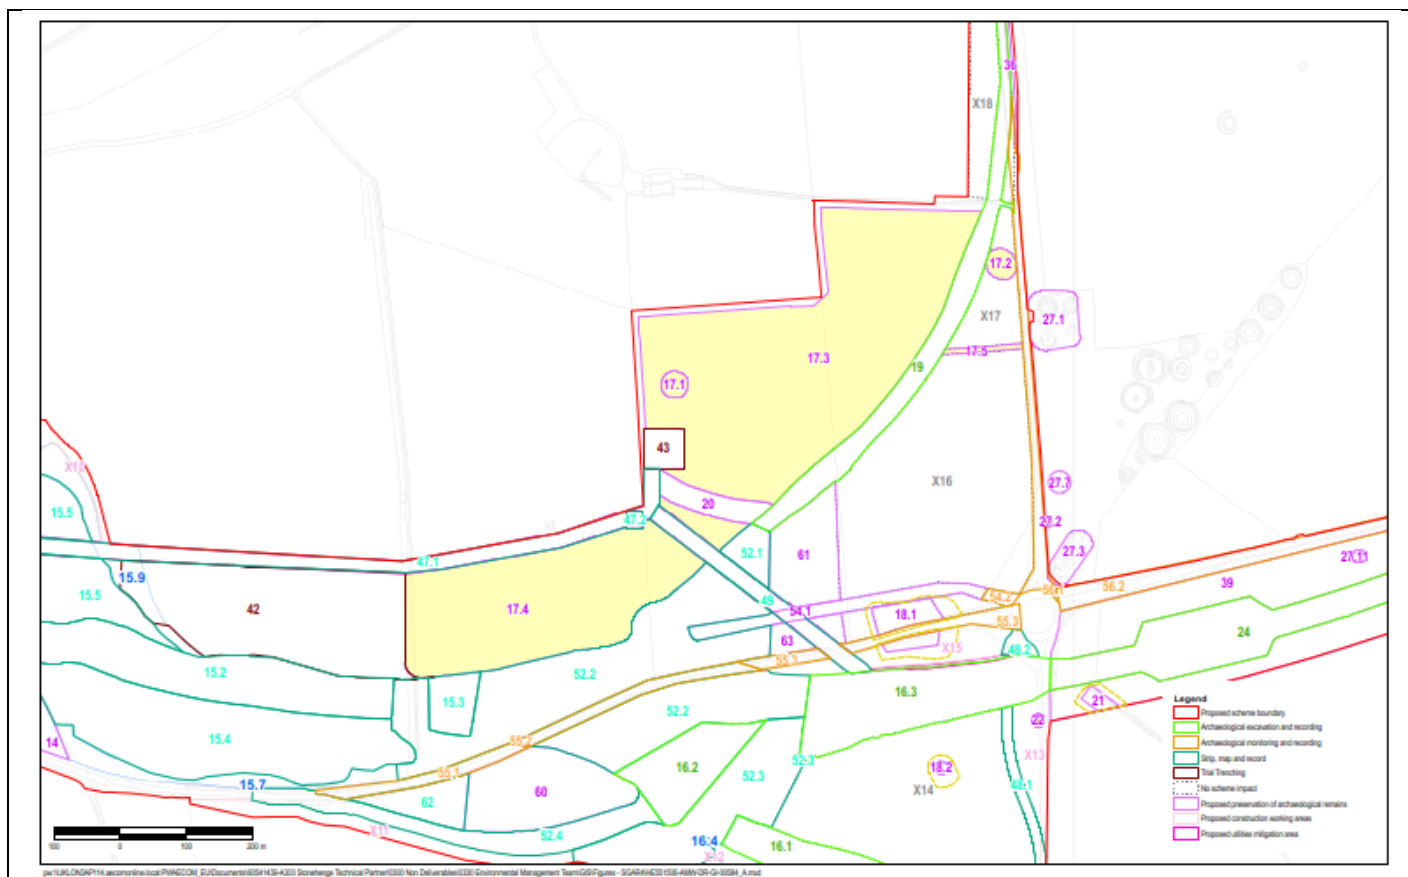 36
X18
17.2
27.1
X17
17.5
17.3
19
17.1
43
X10
X16
27.7
20
15.5
47.2
27.2
61
52.1
27.3
27.11
47.1
15.9
39
56.2
15.5
54.2
56.1
49
42
17.4
54.1
18.1
55.3
24
63
X15
48.2
55.3
15.2
52.2
16.3
15.3
52.2
21
22
15.4
55.2
14
52.3
X13
16.2
18.2
55.1
52.3
15.7
48.1
60
X14
62
X11
52.4
16.4
16.1
X12
Legend
Proposed scheme boundary
Archaeological excavation and recording
Archaeological monitoring and recording
Strip, map and record
Trial Trenching
No scheme impact
Proposed preservation of archaeological remains
Proposed construction working areas
Proposed utilities mitigation area
100 0 100 200 m